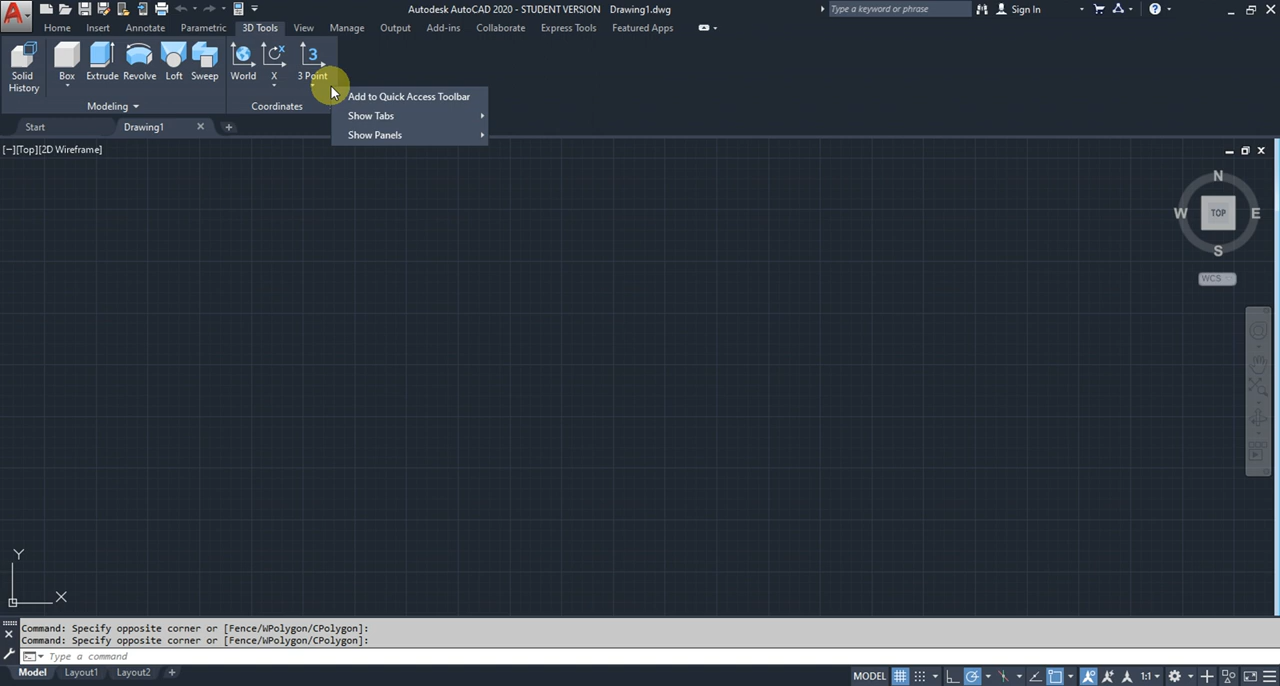 Autodesk AutoCAD 2020 - STUDENT VERSION Drawing1.dwg
Type a keyword or phrase
Sign In
Home Insert Annotate Parametric 3D Tools View Manage Output Add-ins Collaborate Express Tools Featured Apps
Solid History
Box Extrude Revolve Loft Sweep
World X 3 Point
3
X
Modeling Coordinates
Add to Quick Access Toolbar
Show Tabs
Show Panels
Start Drawing1
[−][Top][2D Wireframe]
N
W TOP E
S
WCS
Y
X
Command: Specify opposite corner or [Fence/WPolygon/CPolygon]:
Command: Specify opposite corner or [Fence/WPolygon/CPolygon]:
Type a command
Model Layout1 Layout2 +
MODEL 1:1